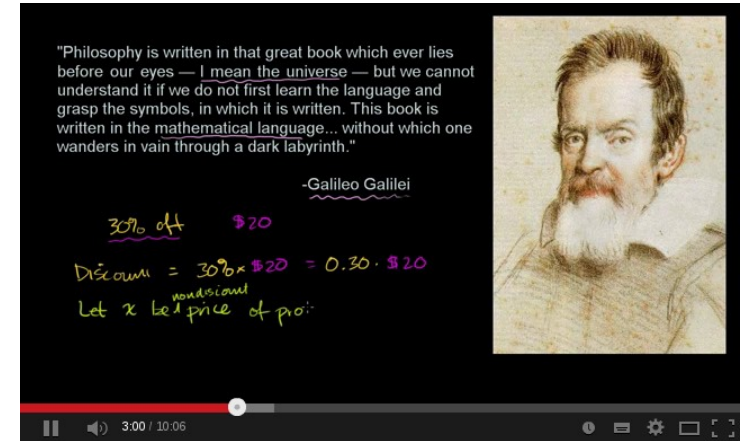 "Philosophy is written in that great book which ever lies
before our eyes — I mean the universe — but we cannot
understand it if we do not first learn the language and
grasp the symbols, in which it is written. This book is
written in the mathematical language... without which one
wanders in vain through a dark labyrinth."
-Galileo Galilei
30% off $20
Discount = 30% × $20 = 0.30 · $20
nondiscount
Let x be price of pro
3:00 / 10:06